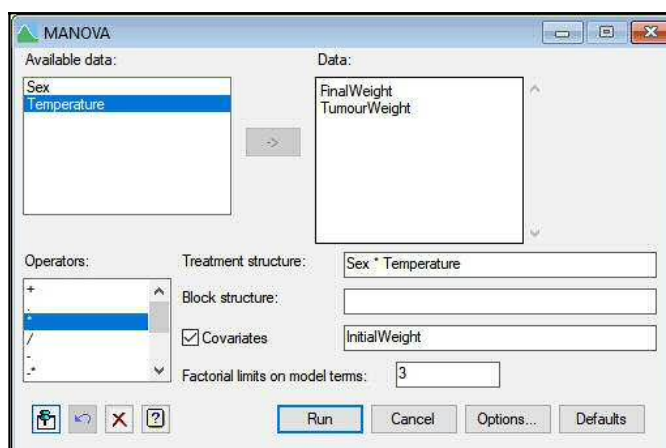 MANOVA
Available data:
Data:
Sex
Temperature
FinalWeight
TumourWeight
->
Operators:
+
.
*
/
-
-*
Treatment structure:
Sex * Temperature
Block structure:
Covariates
InitialWeight
Factorial limits on model terms:
3
?
Run
Cancel
Options...
Defaults